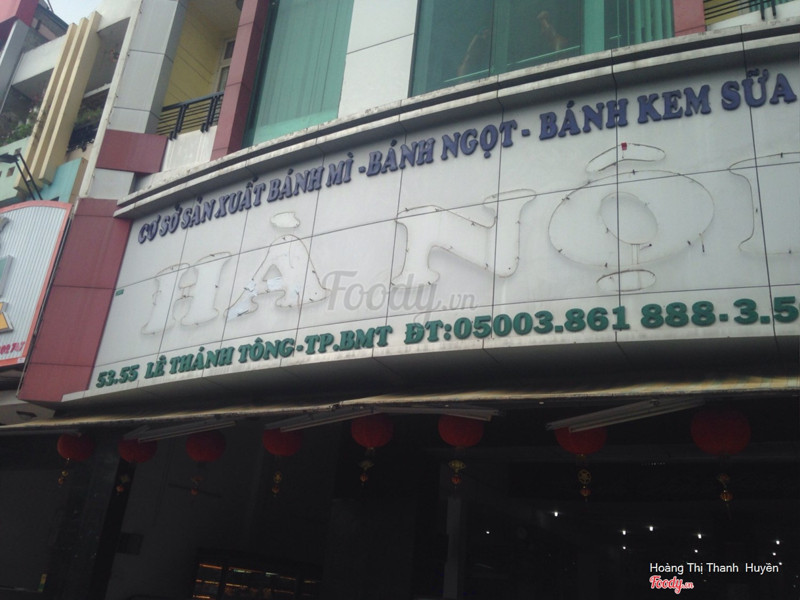 CƠ SỞ SẢN XUẤT BÁNH MÌ - BÁNH NGỌT - BÁNH KEM SỮA
HÀ NỘI
Foody.vn
53.55 LÊ THÁNH TÔNG - TP.BMT ĐT:05003.861 888-3.5
Hoàng Thị Thanh Huyền
Foody.vn